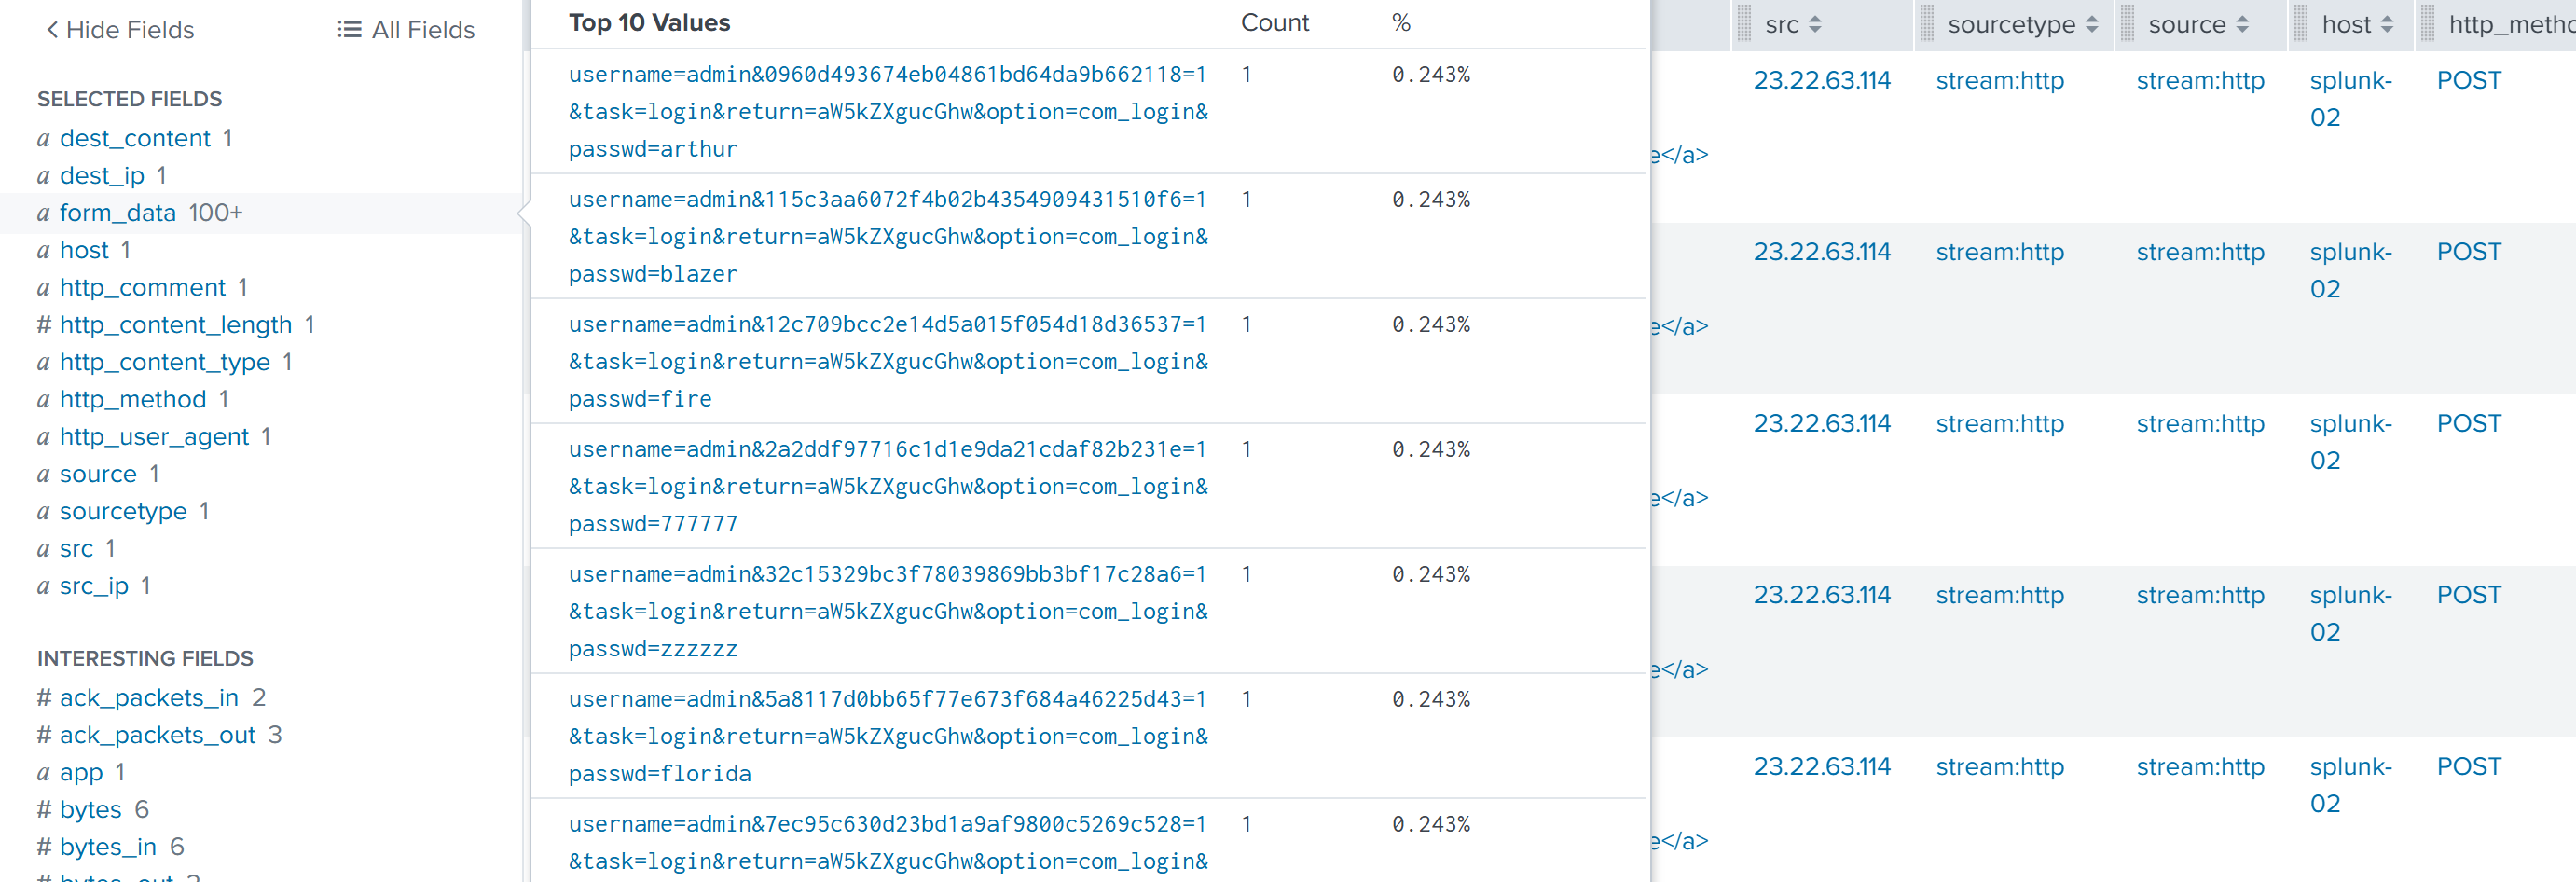 Hide Fields
All Fields
SELECTED FIELDS
a dest_content 1
a dest_ip 1
a form_data 100+
a host 1
a http_comment 1
# http_content_length 1
a http_content_type 1
a http_method 1
a http_user_agent 1
a source 1
a sourcetype 1
a src 1
a src_ip 1
INTERESTING FIELDS
# ack_packets_in 2
# ack_packets_out 3
a app 1
# bytes 6
# bytes_in 6
Top 10 Values Count %
username=admin&0960d493674eb04861bd64da9b662118=1 1 0.243%
&task=login&return=aW5kZXgucGhw&option=com_login&
passwd=arthur
username=admin&115c3aa6072f4b02b4354909431510f6=1 1 0.243%
&task=login&return=aW5kZXgucGhw&option=com_login&
passwd=blazer
username=admin&12c709bcc2e14d5a015f054d18d36537=1 1 0.243%
&task=login&return=aW5kZXgucGhw&option=com_login&
passwd=fire
username=admin&2a2ddf97716c1d1e9da21cdaf82b231e=1 1 0.243%
&task=login&return=aW5kZXgucGhw&option=com_login&
passwd=777777
username=admin&32c15329bc3f78039869bb3bf17c28a6=1 1 0.243%
&task=login&return=aW5kZXgucGhw&option=com_login&
passwd=zzzzzz
username=admin&5a8117d0bb65f77e673f684a46225d43=1 1 0.243%
&task=login&return=aW5kZXgucGhw&option=com_login&
passwd=florida
username=admin&7ec95c630d23bd1a9af9800c5269c528=1 1 0.243%
&task=login&return=aW5kZXgucGhw&option=com_login&
src sourcetype source host http_metho
23.22.63.114 stream:http stream:http splunk- POST
02
e</a>
23.22.63.114 stream:http stream:http splunk- POST
02
e</a>
23.22.63.114 stream:http stream:http splunk- POST
02
e</a>
23.22.63.114 stream:http stream:http splunk- POST
02
e</a>
23.22.63.114 stream:http stream:http splunk- POST
02
e</a>